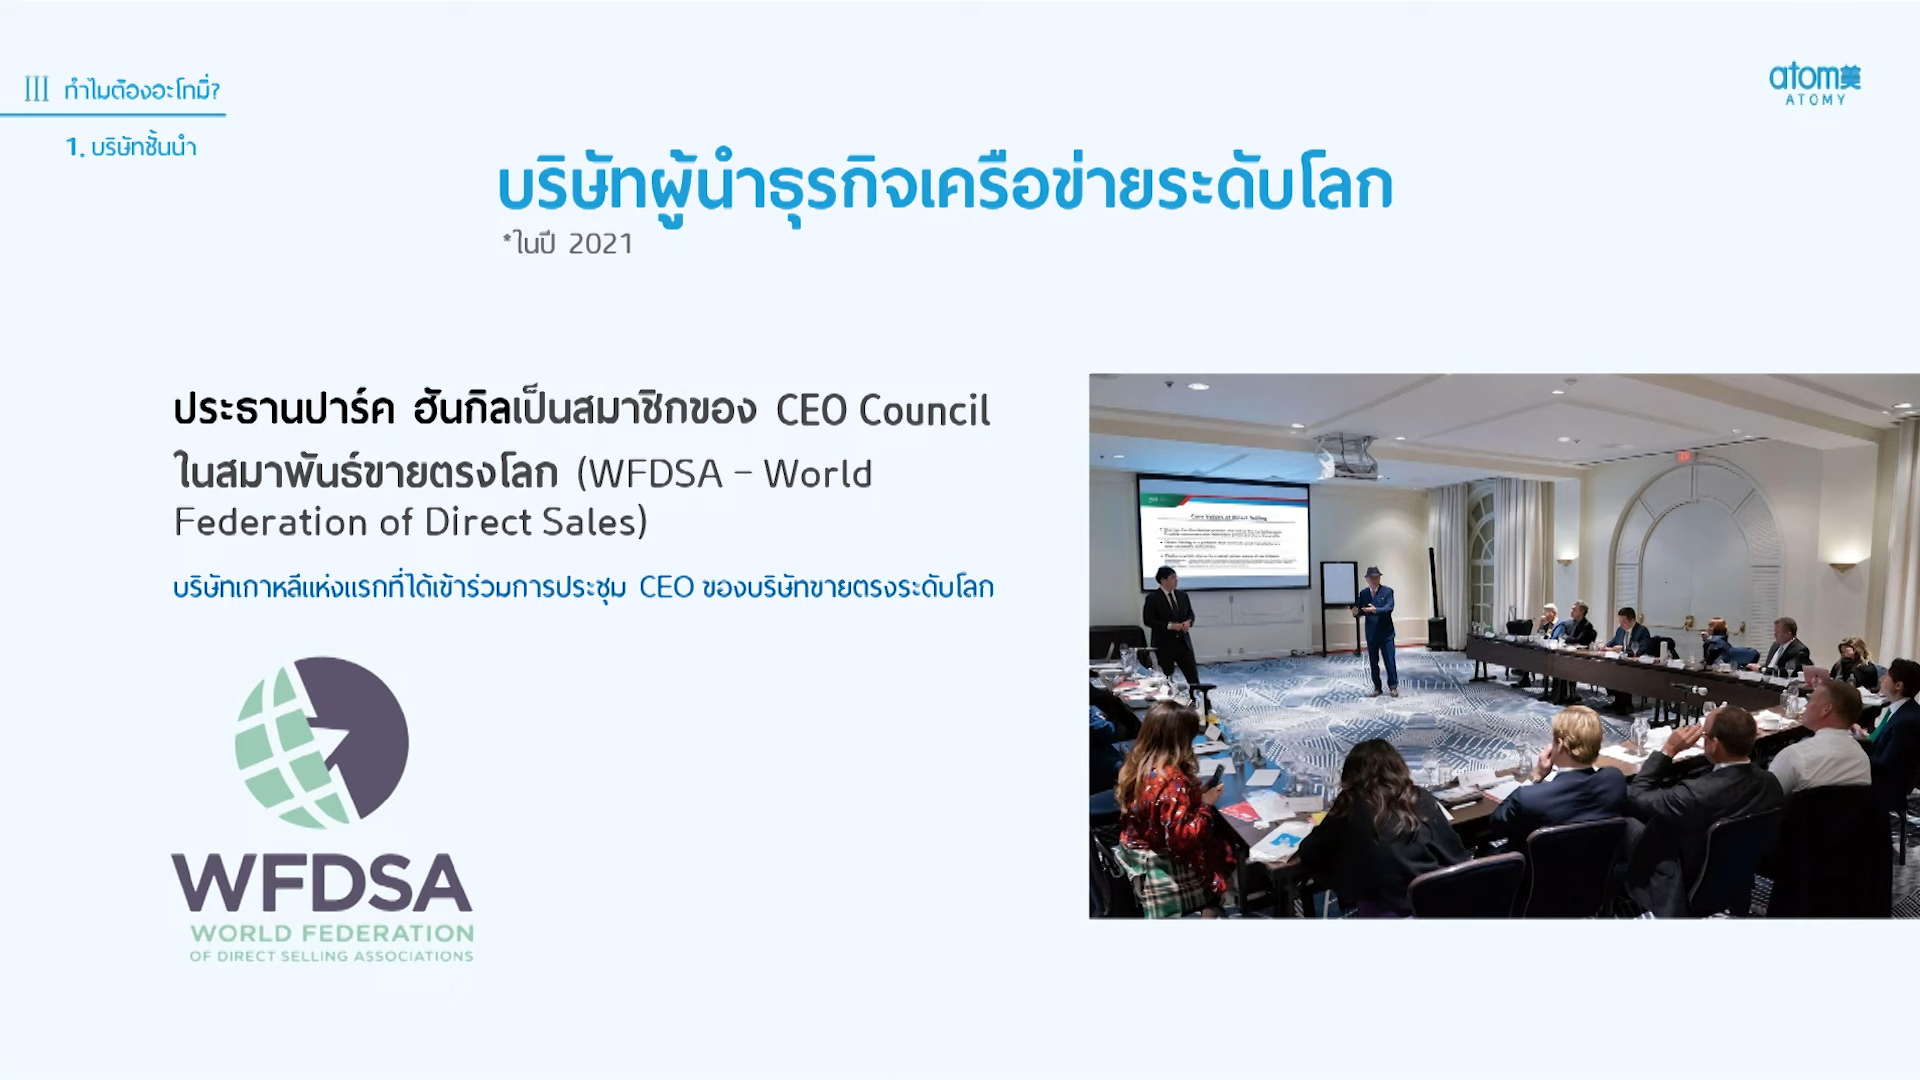 III ทำไมต้องอะโทมี่?
1. บริษัทชั้นนำ
atom美
ATOMY
บริษัทผู้นำธุรกิจเครือข่ายระดับโลก
*ในปี 2021
ประธานปาร์ค ฮันกิลเป็นสมาชิกของ CEO Council
ในสมาพันธ์ขายตรงโลก (WFDSA – World
Federation of Direct Sales)
บริษัทเกาหลีแห่งแรกที่ได้เข้าร่วมการประชุม CEO ของบริษัทขายตรงระดับโลก
WFDSA
WORLD FEDERATION
OF DIRECT SELLING ASSOCIATIONS
Core Values of Direct Selling